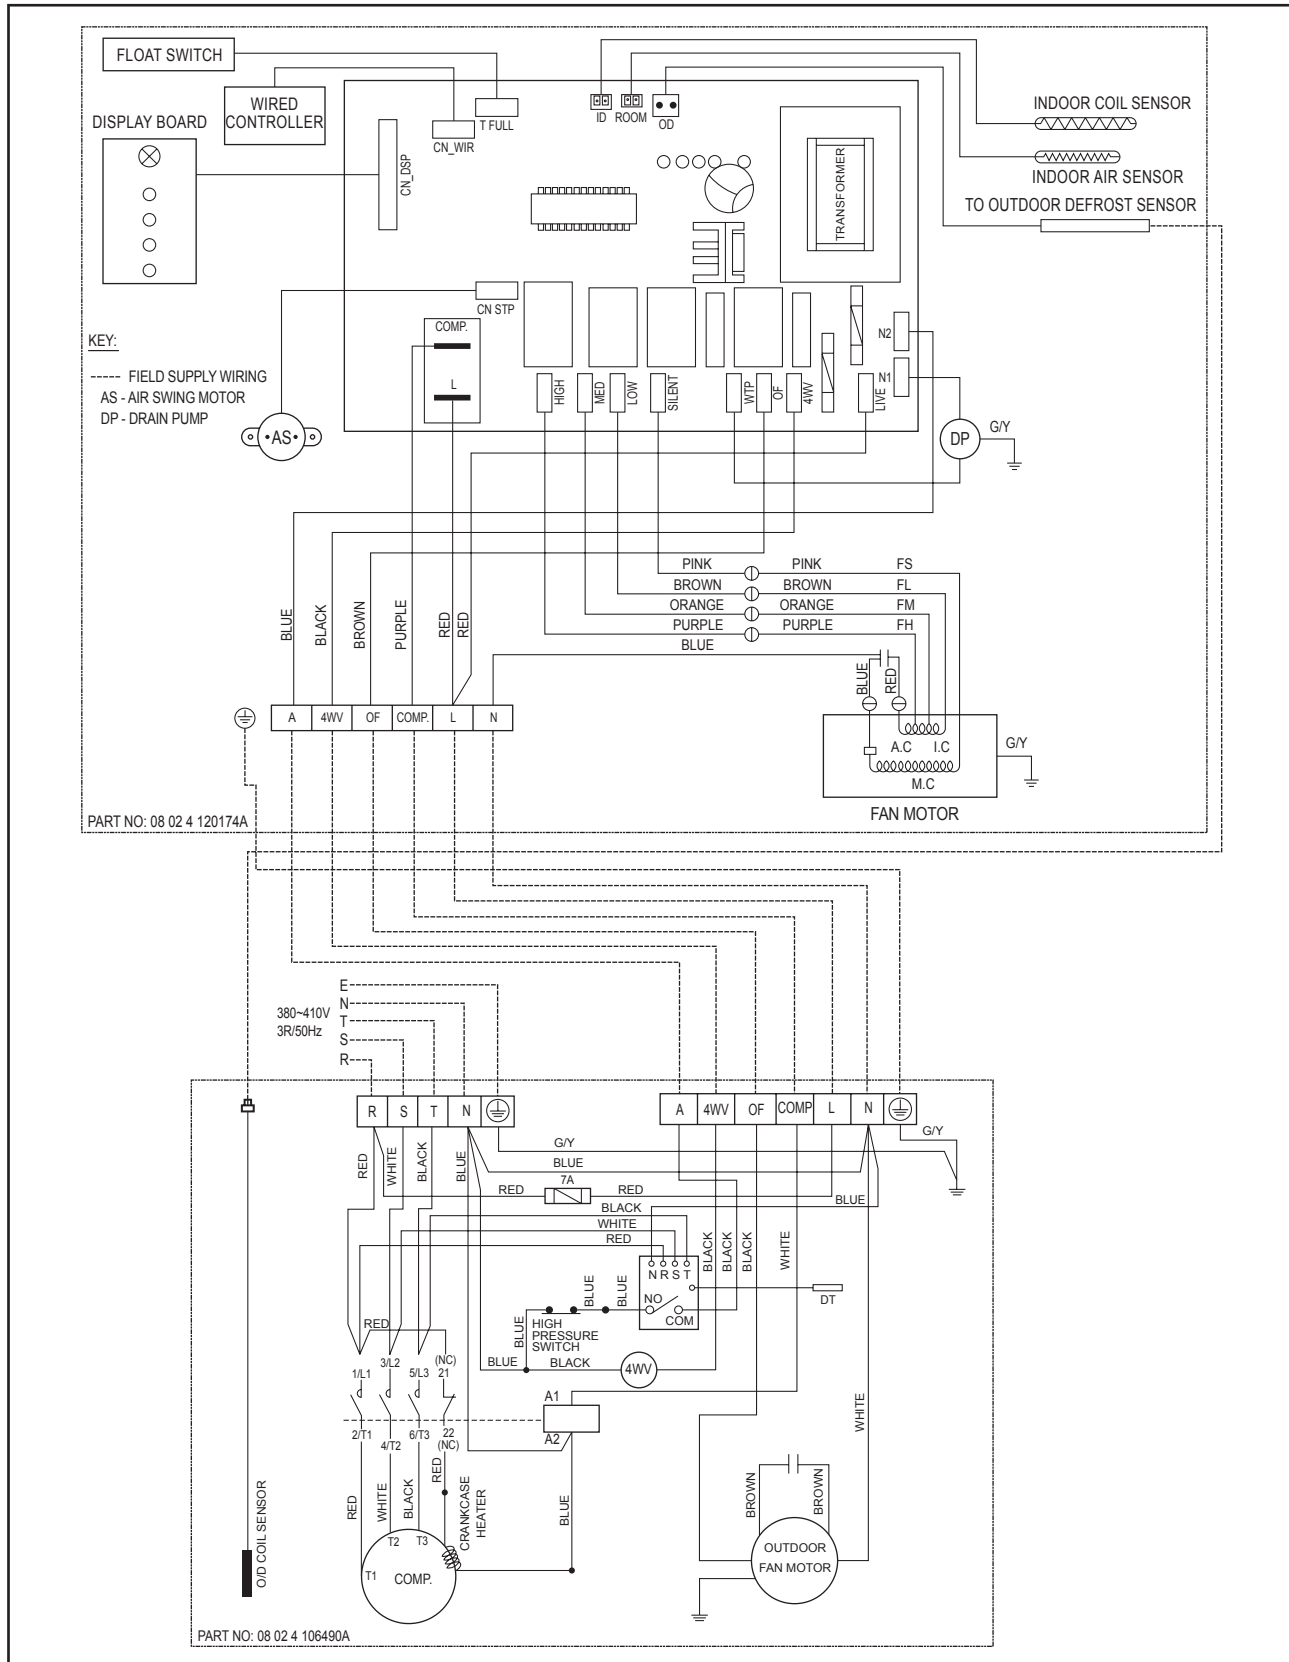 FLOAT SWITCH
WIRED
CONTROLLER
DISPLAY BOARD
T FULL
CN_WIR
CN_DSP
ID
ROOM
OD
INDOOR COIL SENSOR
INDOOR AIR SENSOR
TO OUTDOOR DEFROST SENSOR
TRANSFORMER
CN STP
COMP.
L
HIGH
MED
LOW
SILENT
WTP
OF
4WV
LIVE
N2
N1
KEY:
FIELD SUPPLY WIRING
AS - AIR SWING MOTOR
DP - DRAIN PUMP
AS
DP
G/Y
PINK PINK FS
BROWN BROWN FL
ORANGE ORANGE FM
PURPLE PURPLE FH
BLUE
BLUE
BLACK
BROWN
PURPLE
RED
RED
BLUE
RED
A 4WV OF COMP. L N
A.C I.C
M.C
G/Y
FAN MOTOR
PART NO: 08 02 4 120174A
380~410V
3R/50Hz
E
N
T
S
R
R S T N
A 4WV OF COMP L N
G/Y
G/Y
BLUE
7A
RED
RED
RED
WHITE
BLACK
BLUE
BLACK
WHITE
RED
BLUE
N R S T
NO
COM
DT
BLACK
BLACK
BLACK
WHITE
BLUE
BLUE
BLUE
HIGH
PRESSURE
SWITCH
RED
BLUE
BLACK
4WV
1/L1
3/L2
5/L3
(NC)
21
2/T1
4/T2
6/T3
22
(NC)
A1
A2
RED
WHITE
BLACK
RED
CRANKCASE
HEATER
BLUE
WHITE
BROWN
BROWN
T1
T2
T3
COMP.
OUTDOOR
FAN MOTOR
O/D COIL SENSOR
PART NO: 08 02 4 106490A